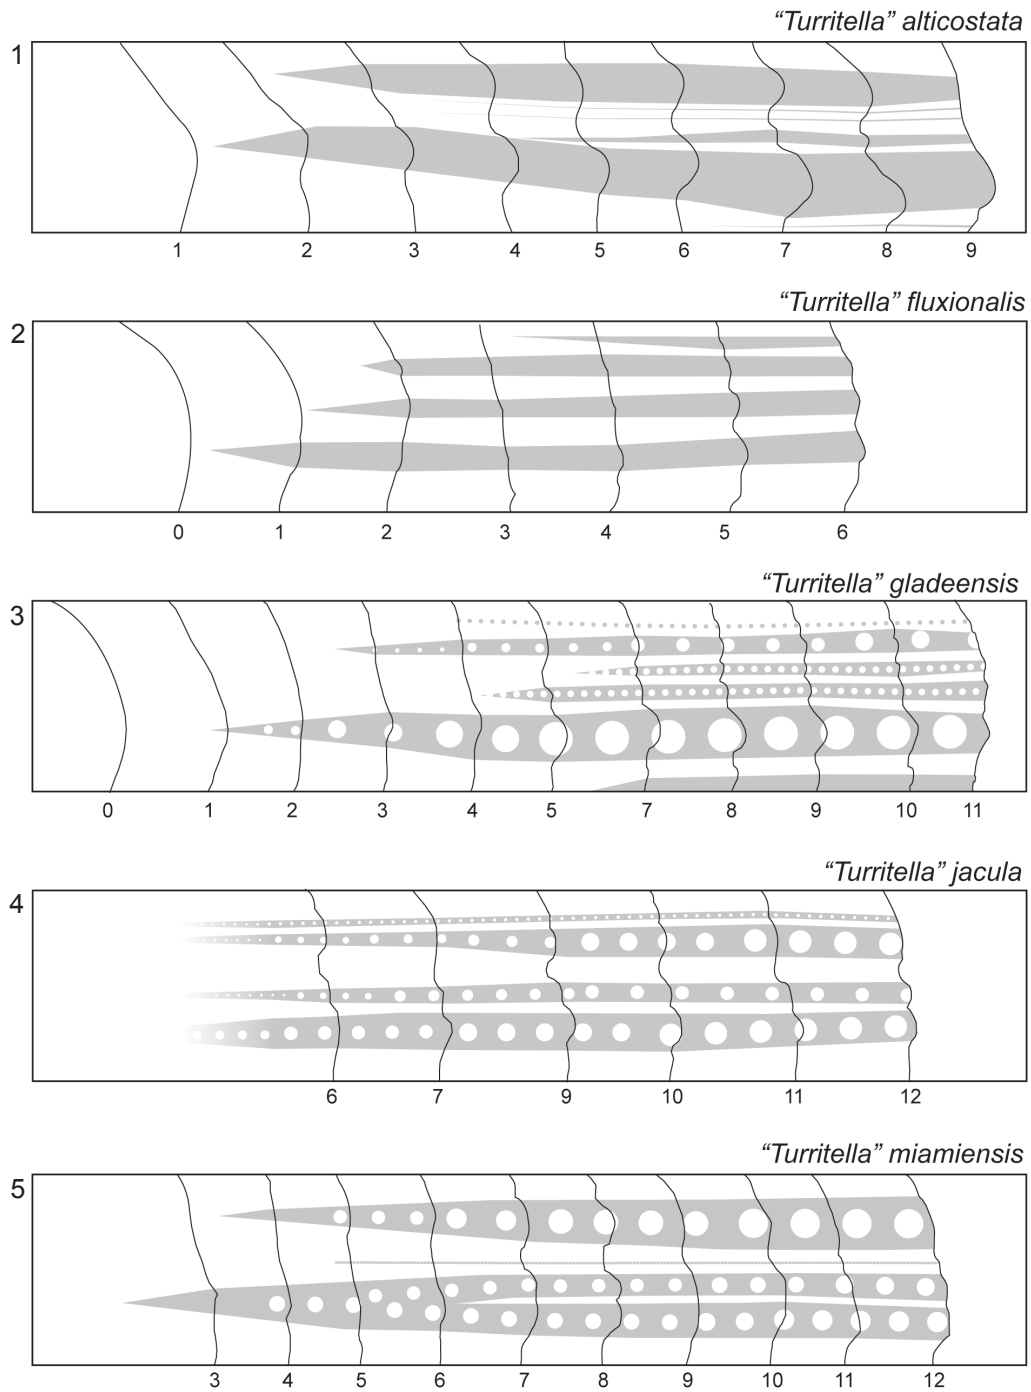 “Turritella” alticostata
1
1 2 3 4 5 6 7 8 9
“Turritella” fluxionalis
2
0 1 2 3 4 5 6
“Turritella” gladeensis
3
0 1 2 3 4 5 7 8 9 10 11
“Turritella” jacula
4
6 7 9 10 11 12
“Turritella” miamiensis
5
3 4 5 6 7 8 9 10 11 12